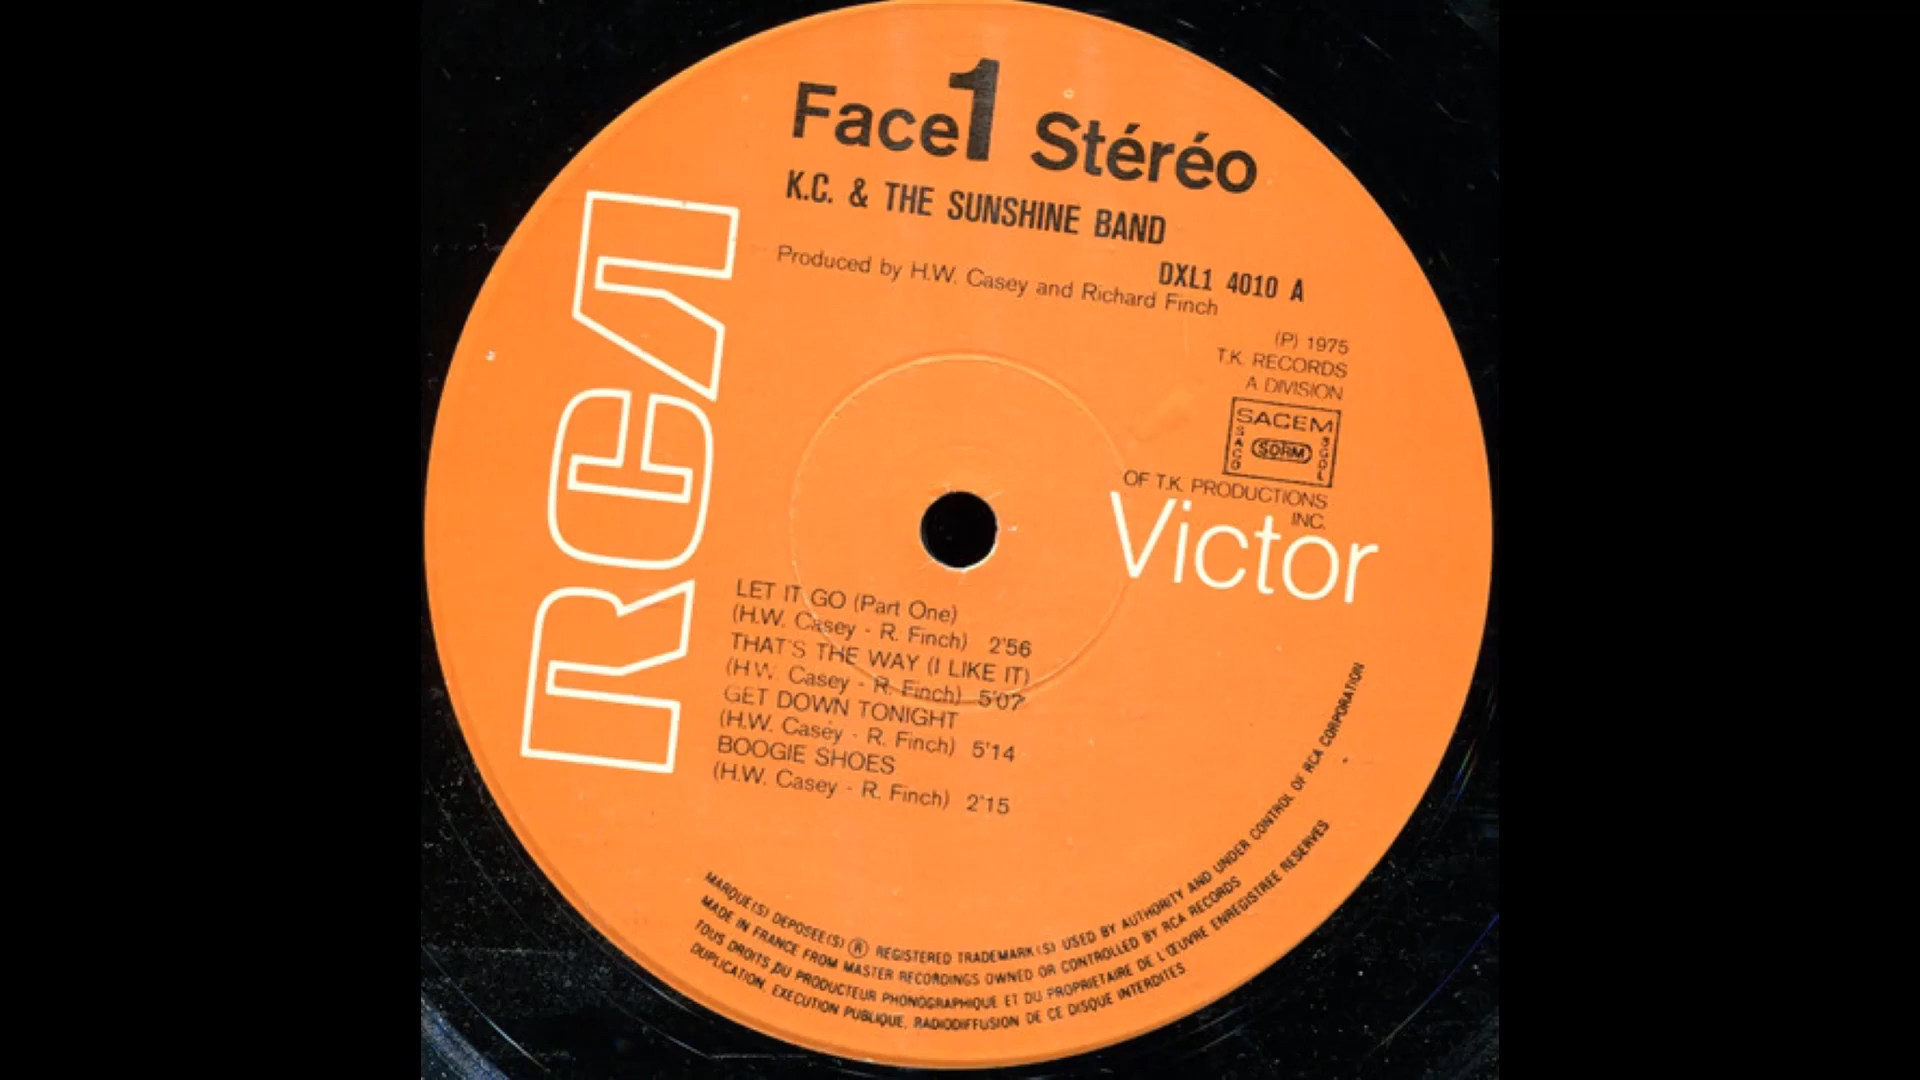 Face 1 Stéréo
K.C. & THE SUNSHINE BAND
DXL1 4010 A
Produced by H.W. Casey and Richard Finch
(P) 1975
T.K. RECORDS
A DIVISION
SACEM
SACD
SDRM
SGDL
OF T.K. PRODUCTIONS
INC.
RCA
Victor
LET IT GO (Part One)
(H.W. Casey - R. Finch) 2'56
THAT'S THE WAY (I LIKE IT)
(H.W. Casey - R. Finch) 5'07
GET DOWN TONIGHT
(H.W. Casey - R. Finch) 5'14
BOOGIE SHOES
(H.W. Casey - R. Finch) 2'15
MARQUE(S) DEPOSEE(S) ® REGISTERED TRADEMARK(S) USED BY AUTHORITY AND UNDER CONTROL OF RCA CORPORATION
MADE IN FRANCE FROM MASTER RECORDINGS OWNED OR CONTROLLED BY RCA RECORDS
TOUS DROITS DU PRODUCTEUR PHONOGRAPHIQUE ET DU PROPRIETAIRE DE L'ŒUVRE ENREGISTREE RESERVES
DUPLICATION, EXECUTION PUBLIQUE, RADIODIFFUSION DE CE DISQUE INTERDITES